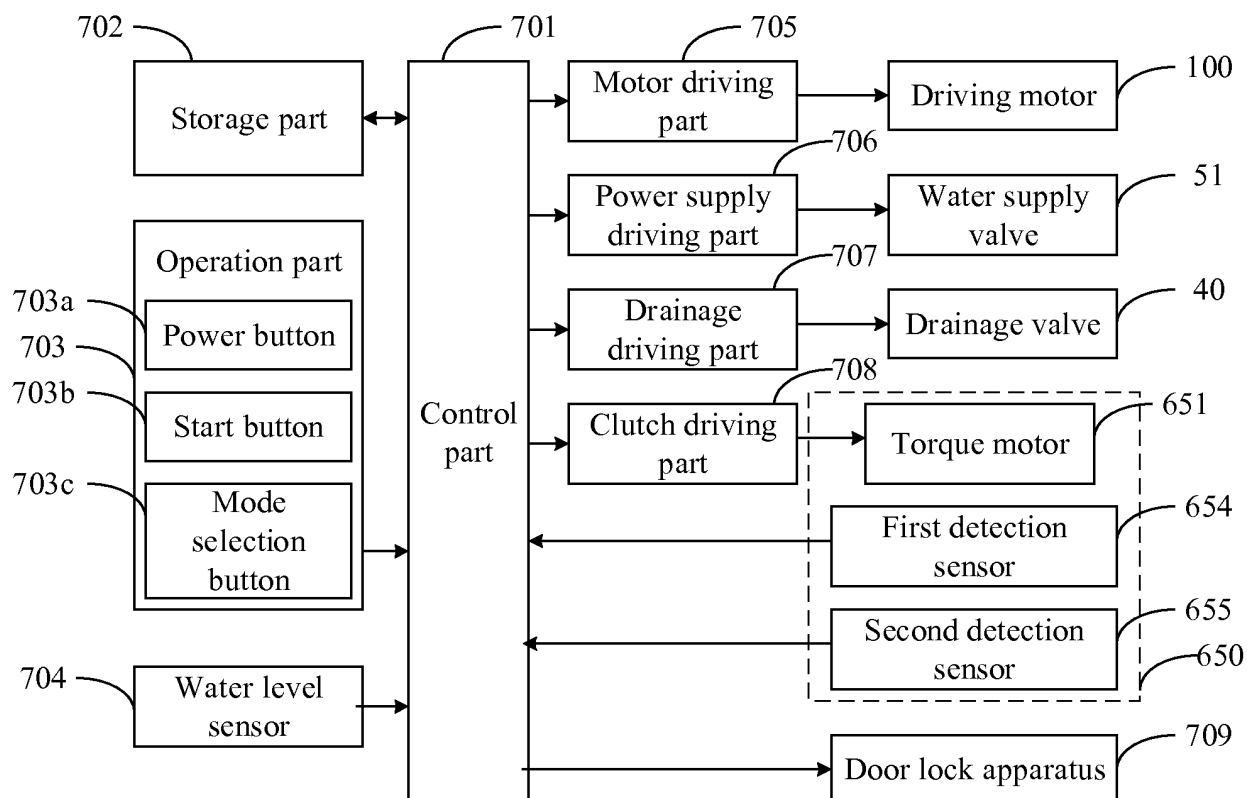 702
701
705
100
Storage part
Motor driving
part
Driving motor
706
51
Power supply
driving part
Water supply
valve
Operation part
707
40
703a
Power button
703
703b
Start button
703c
Mode
selection
button
Drainage
driving part
Drainage valve
708
651
Control
part
Clutch driving
part
Torque motor
654
First detection
sensor
655
Second detection
sensor
650
704
Water level
sensor
709
Door lock apparatus